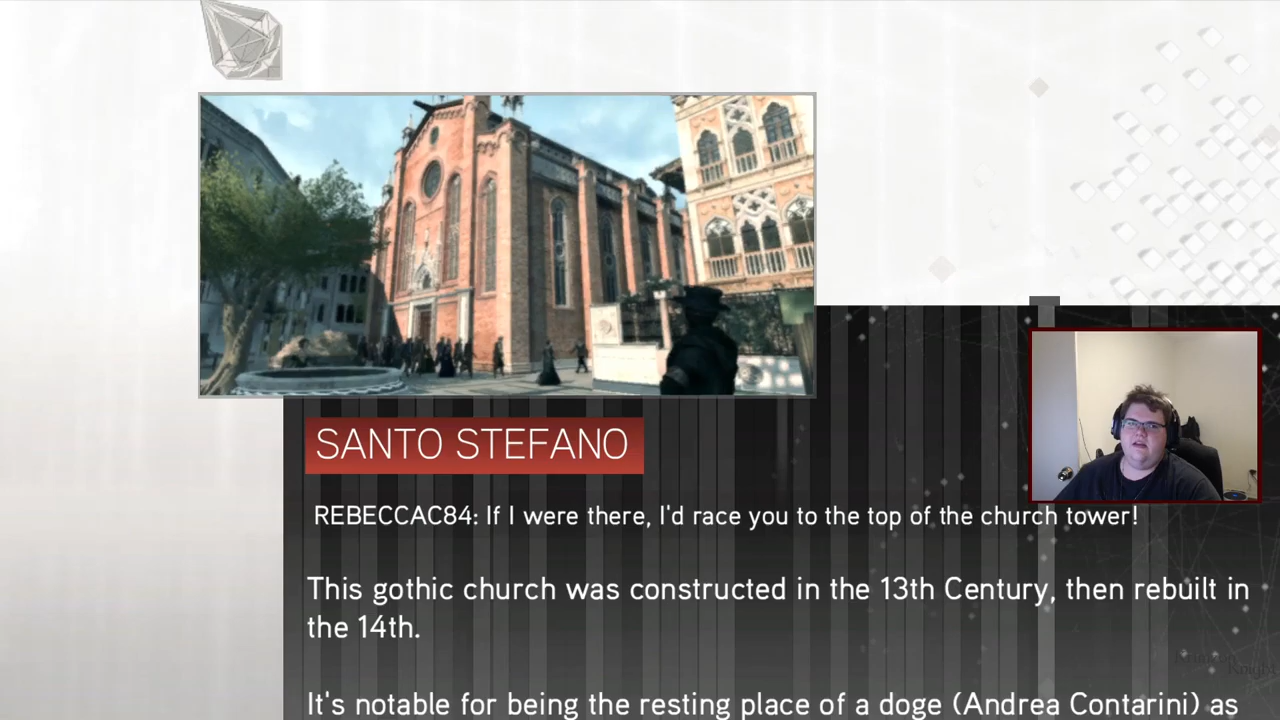 SANTO STEFANO
REBECCAC84: If I were there, I'd race you to the top of the church tower!
This gothic church was constructed in the 13th Century, then rebuilt in
the 14th.
It's notable for being the resting place of a doge (Andrea Contarini) as